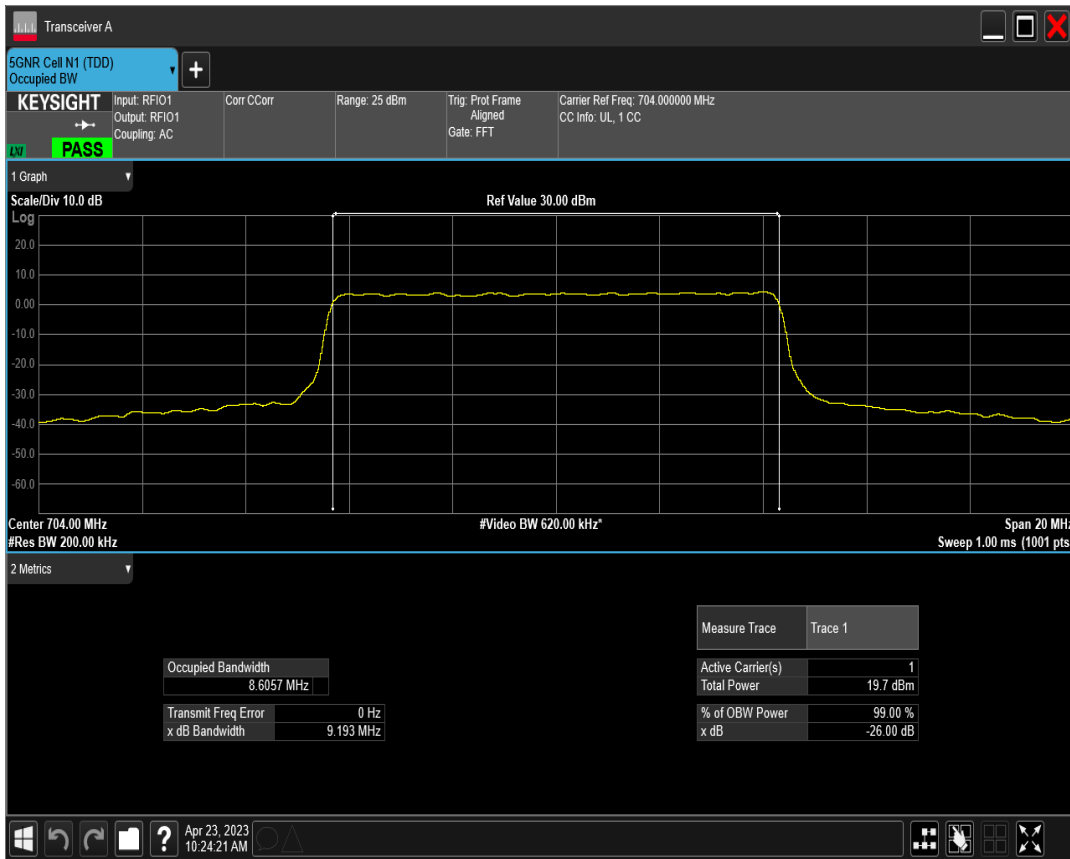 Transceiver A
5GNR Cell N1 (TDD)
Occupied BW
+
KEYSIGHT
LXI
PASS
Input: RFIO1
Output: RFIO1
Coupling: AC
Corr CCorr
Range: 25 dBm
Trig: Prot Frame
Aligned
Gate: FFT
Carrier Ref Freq: 704.000000 MHz
CC Info: UL, 1 CC
1 Graph
Scale/Div 10.0 dB
Ref Value 30.00 dBm
Log
20.0
10.0
0.00
-10.0
-20.0
-30.0
-40.0
-50.0
-60.0
Center 704.00 MHz
#Video BW 620.00 kHz*
Span 20 MHz
#Res BW 200.00 kHz
Sweep 1.00 ms (1001 pts
2 Metrics
Measure Trace Trace 1
Occupied Bandwidth
8.6057 MHz
Active Carrier(s) 1
Total Power 19.7 dBm
Transmit Freq Error 0 Hz
x dB Bandwidth 9.193 MHz
% of OBW Power 99.00 %
x dB -26.00 dB
?
Apr 23, 2023
10:24:21 AM